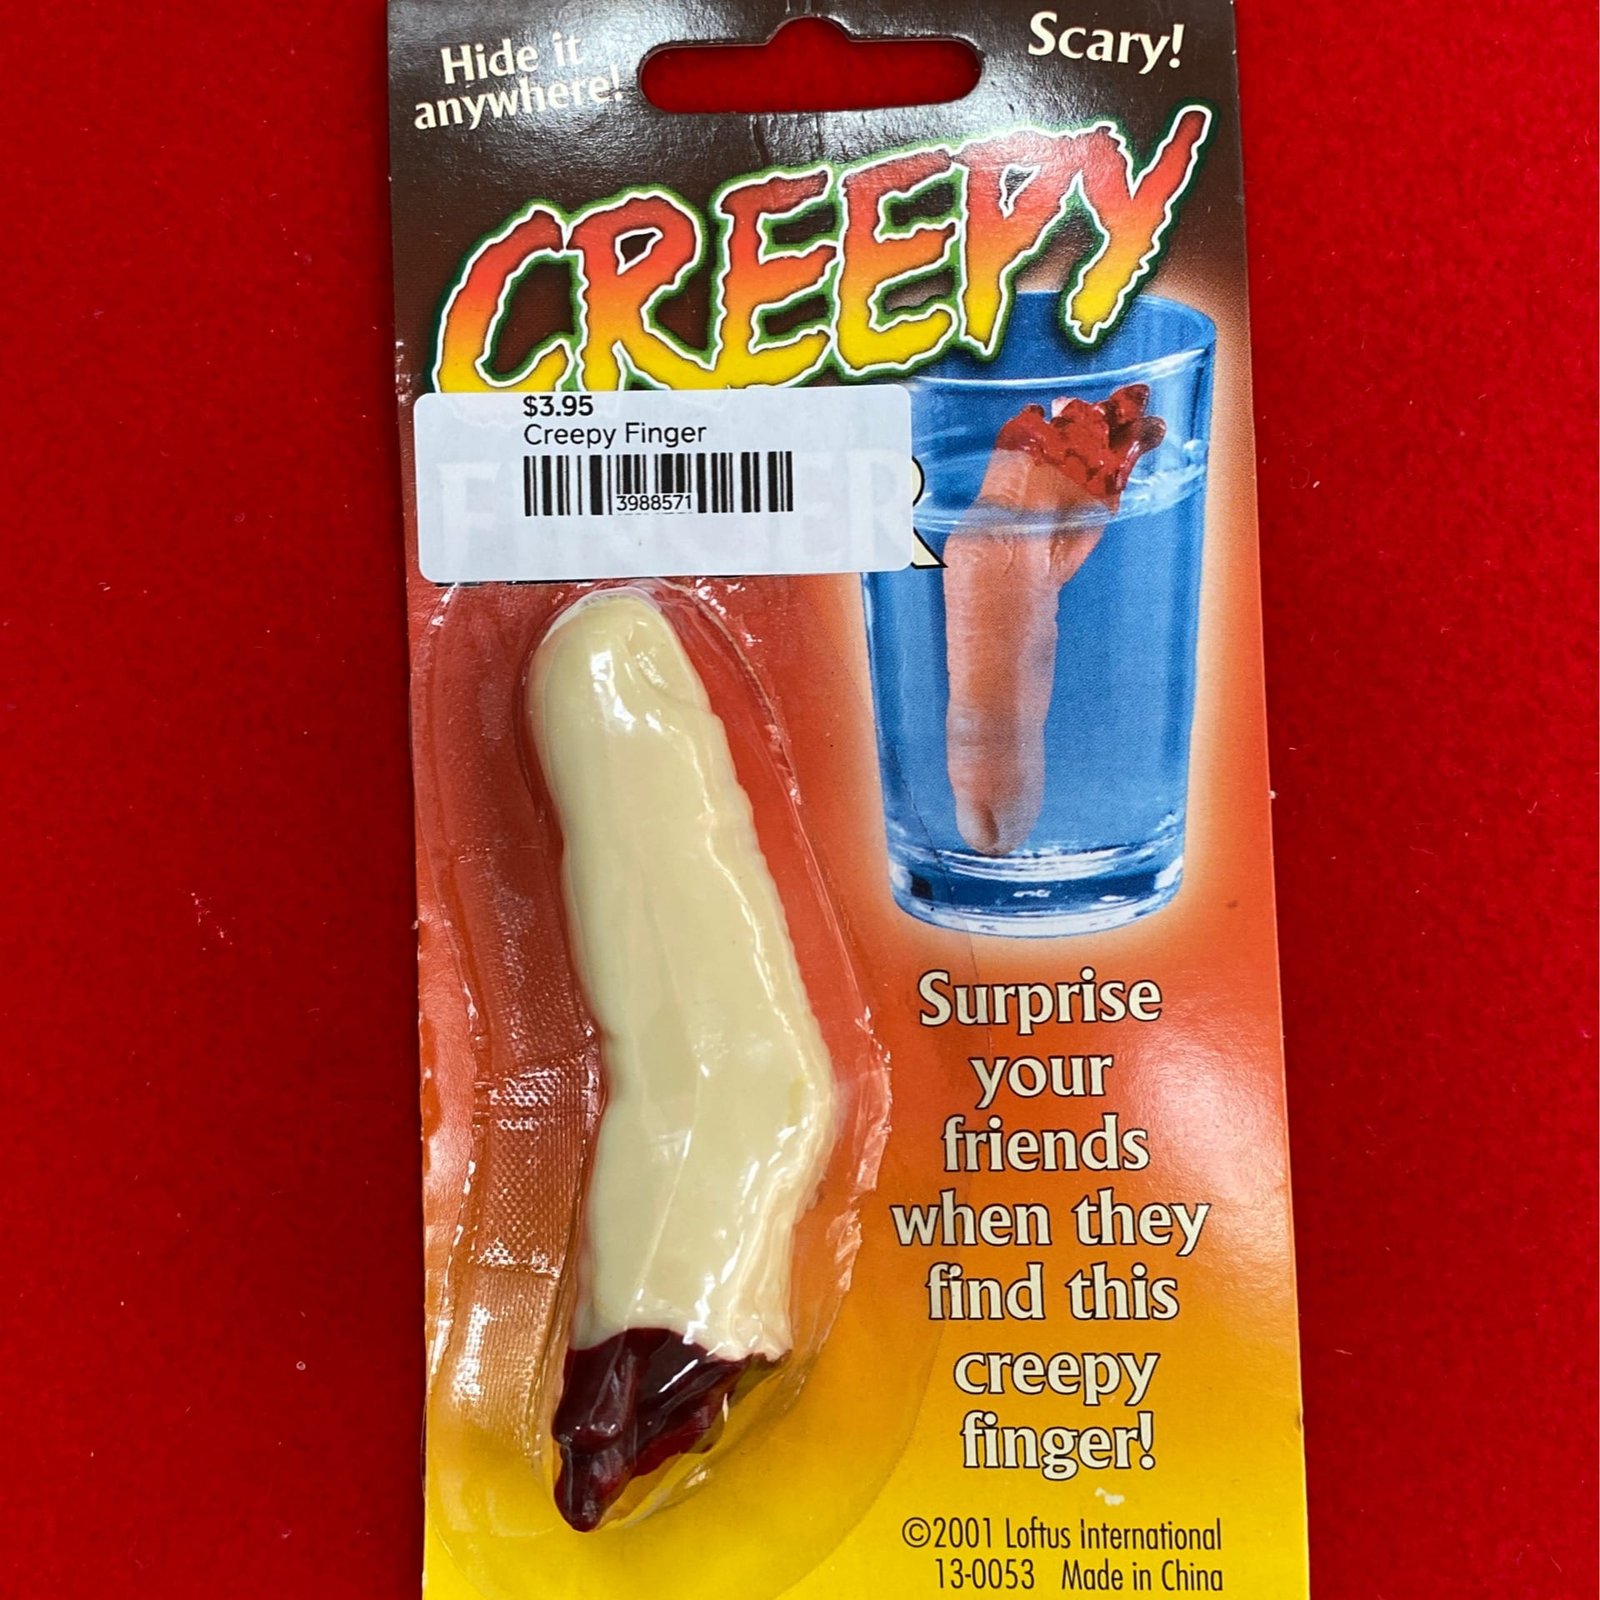 Hide it
anywhere!
Scary!
CREEPY
FINGER
$3.95
Creepy Finger
3988571
Surprise
your
friends
when they
find this
creepy
finger!
©2001 Loftus International
13-0053 Made in China